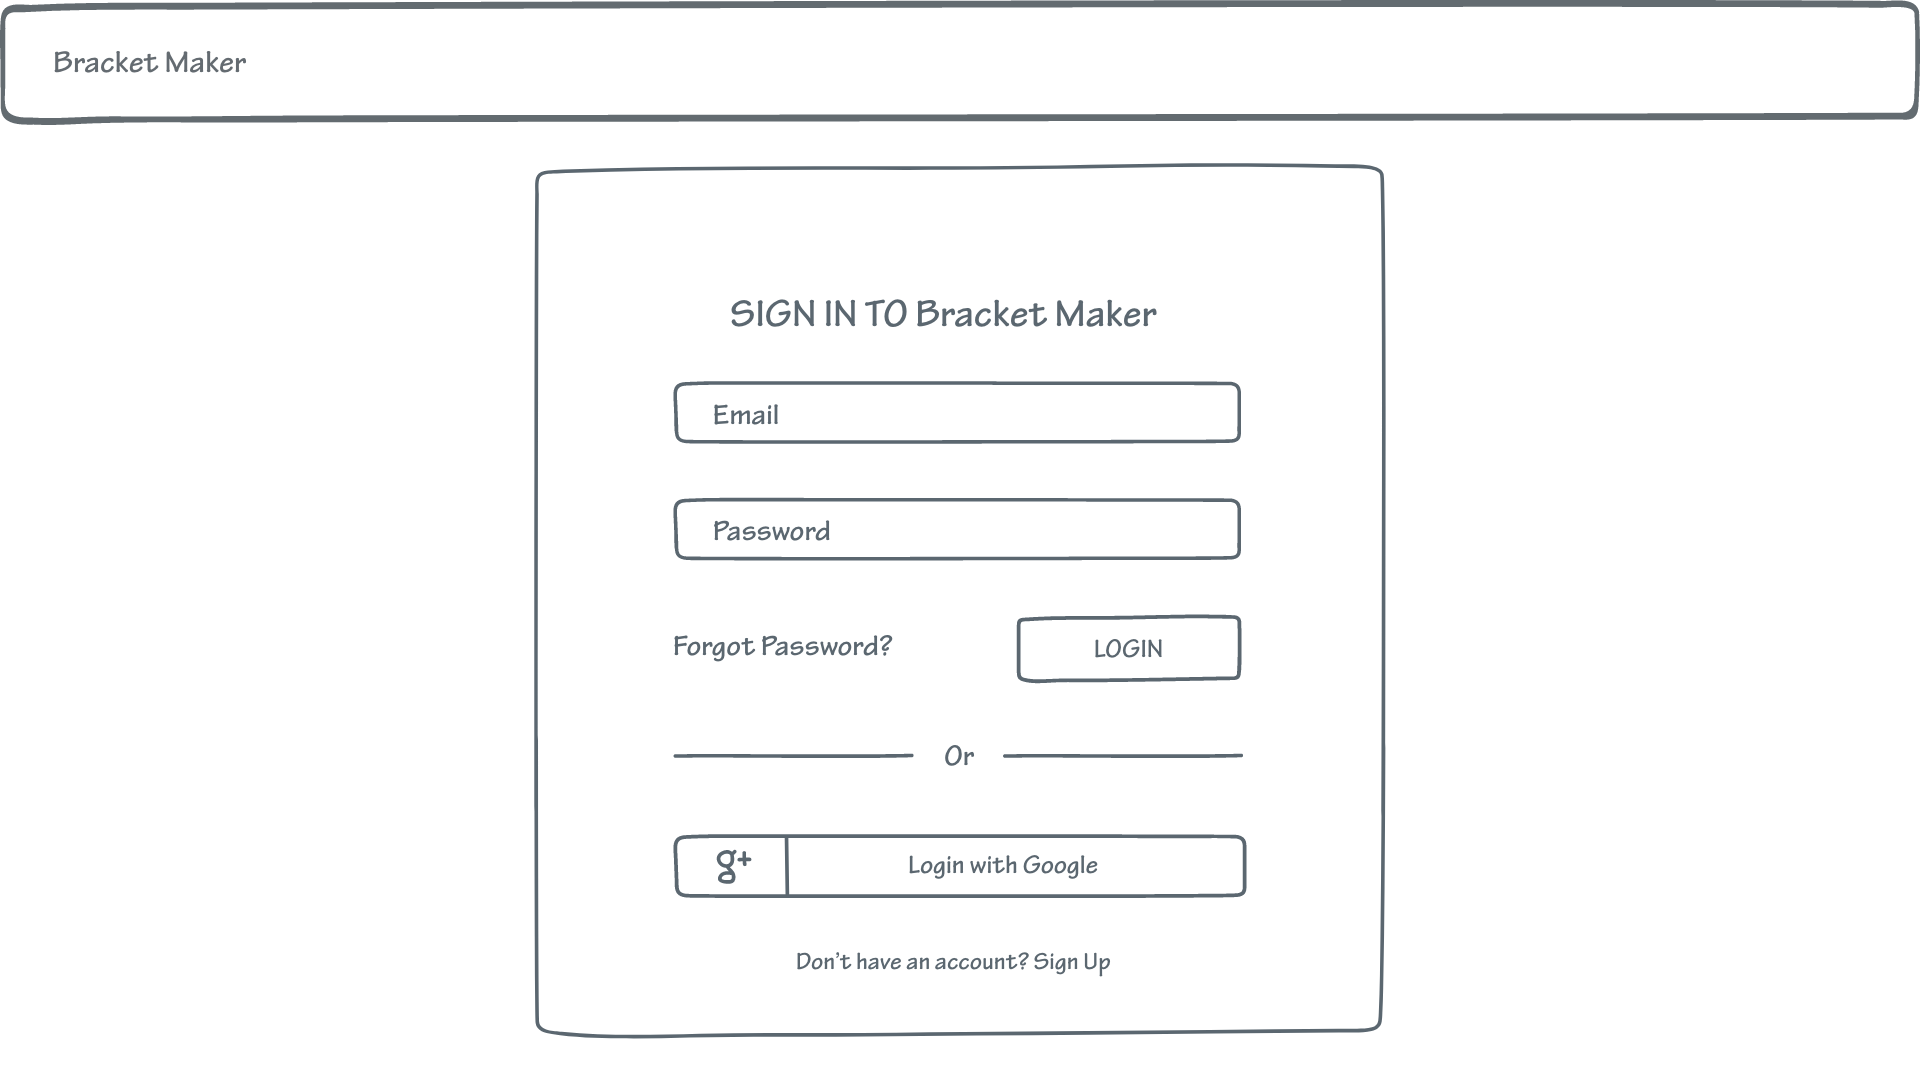 Bracket Maker
SIGN IN TO Bracket Maker
Email
Password
Forgot Password?
LOGIN
Or
g+
Login with Google
Don't have an account? Sign Up